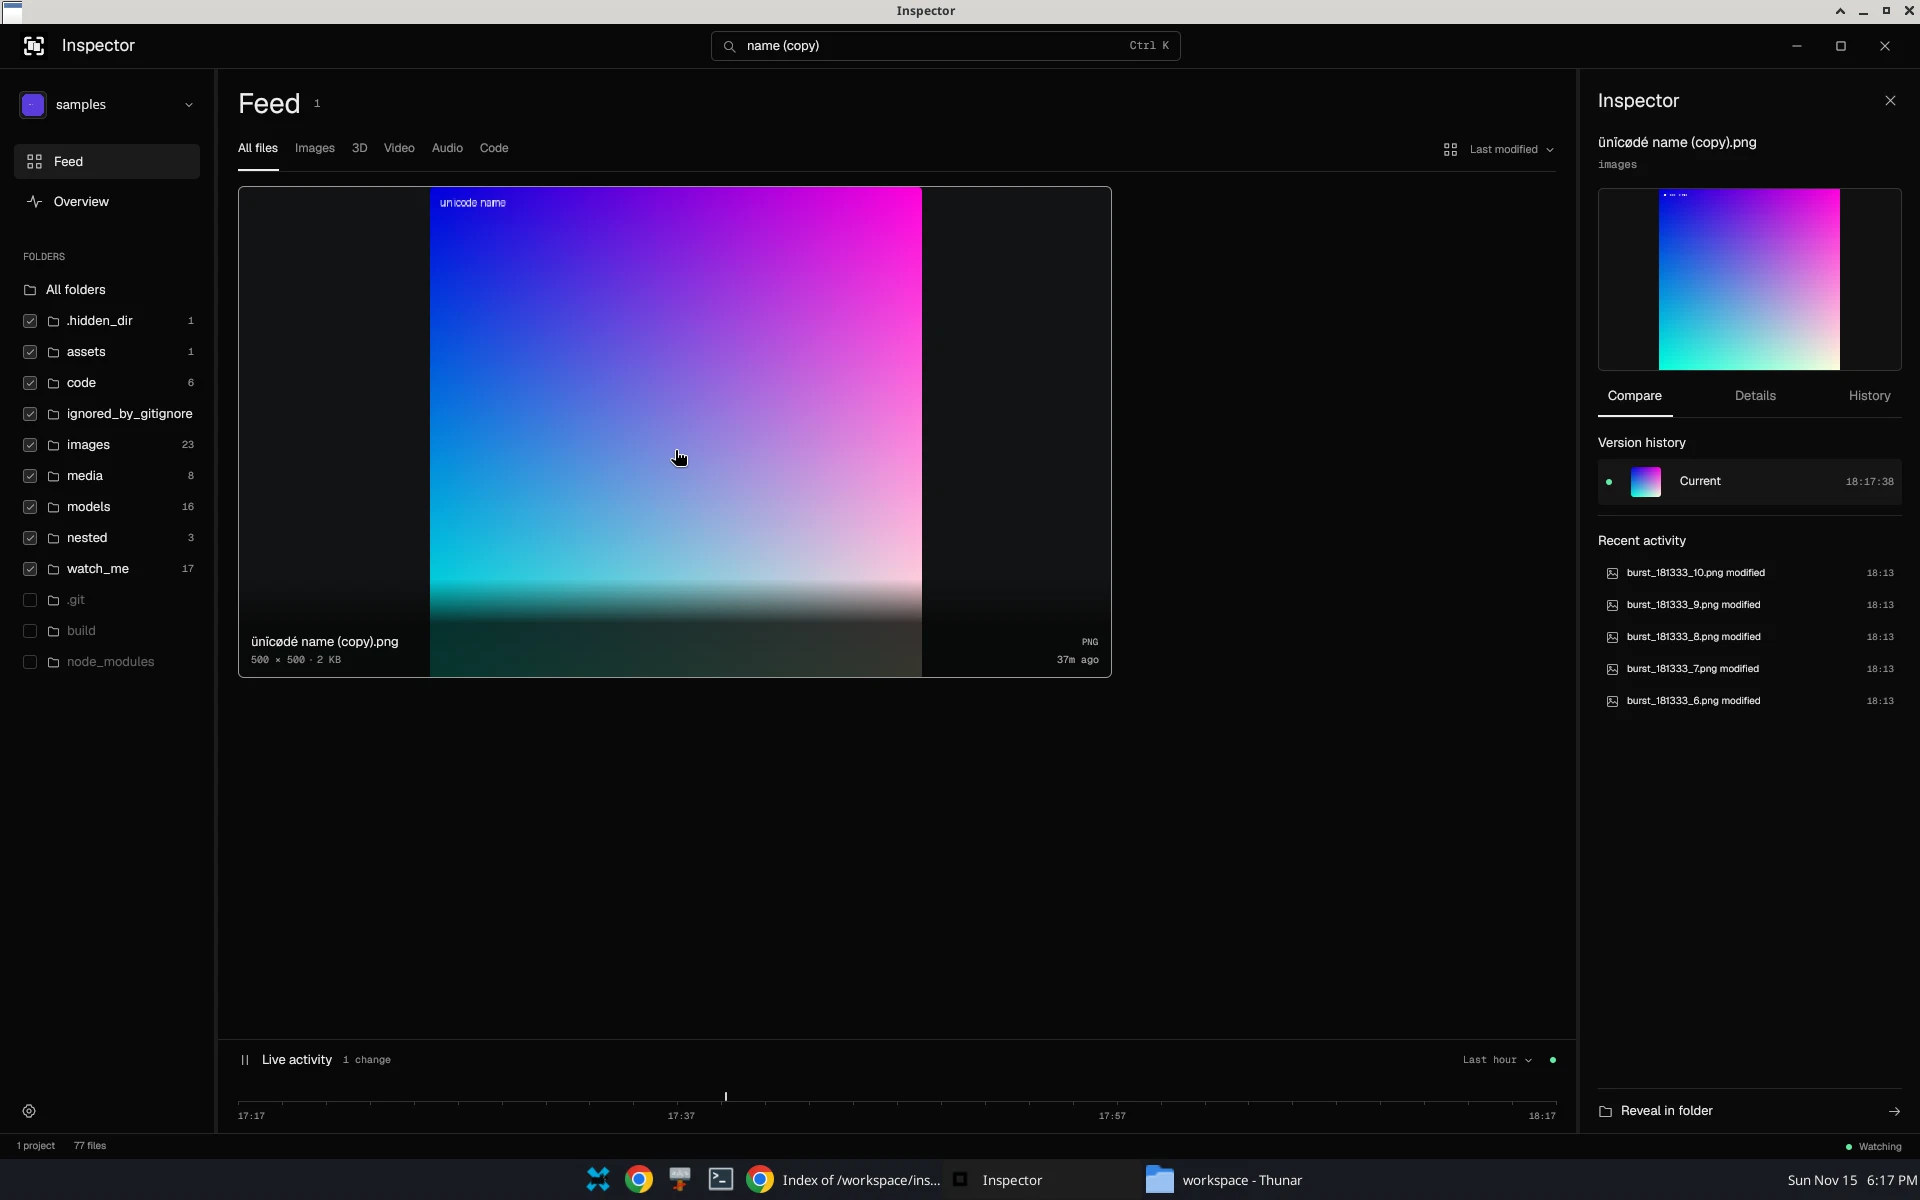 Inspector
Inspector
name (copy)
Ctrl K
samples
Feed
Overview
FOLDERS
All folders
.hidden_dir 1
assets 1
code 6
ignored_by_gitignore
images 23
media 8
models 16
nested 3
watch_me 17
.git
build
node_modules
Feed 1
All files Images 3D Video Audio Code
Last modified
unicode name
ünïcødé name (copy).png
PNG
500 × 500 · 2 KB
37m ago
Live activity 1 change
Last hour
17:17 17:37 17:57 18:17
Inspector
ünïcødé name (copy).png
images
Compare Details History
Version history
Current 18:17:38
Recent activity
burst_181333_10.png modified 18:13
burst_181333_9.png modified 18:13
burst_181333_8.png modified 18:13
burst_181333_7.png modified 18:13
burst_181333_6.png modified 18:13
Reveal in folder
1 project 77 files
Watching
Index of /workspace/ins...
Inspector
workspace - Thunar
Sun Nov 15 6:17 PM